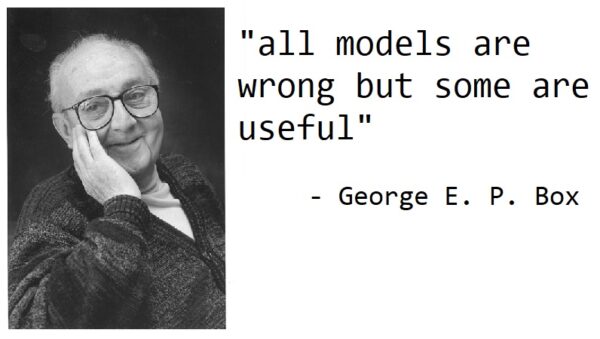 "all models are
wrong but some are
useful"
- George E. P. Box